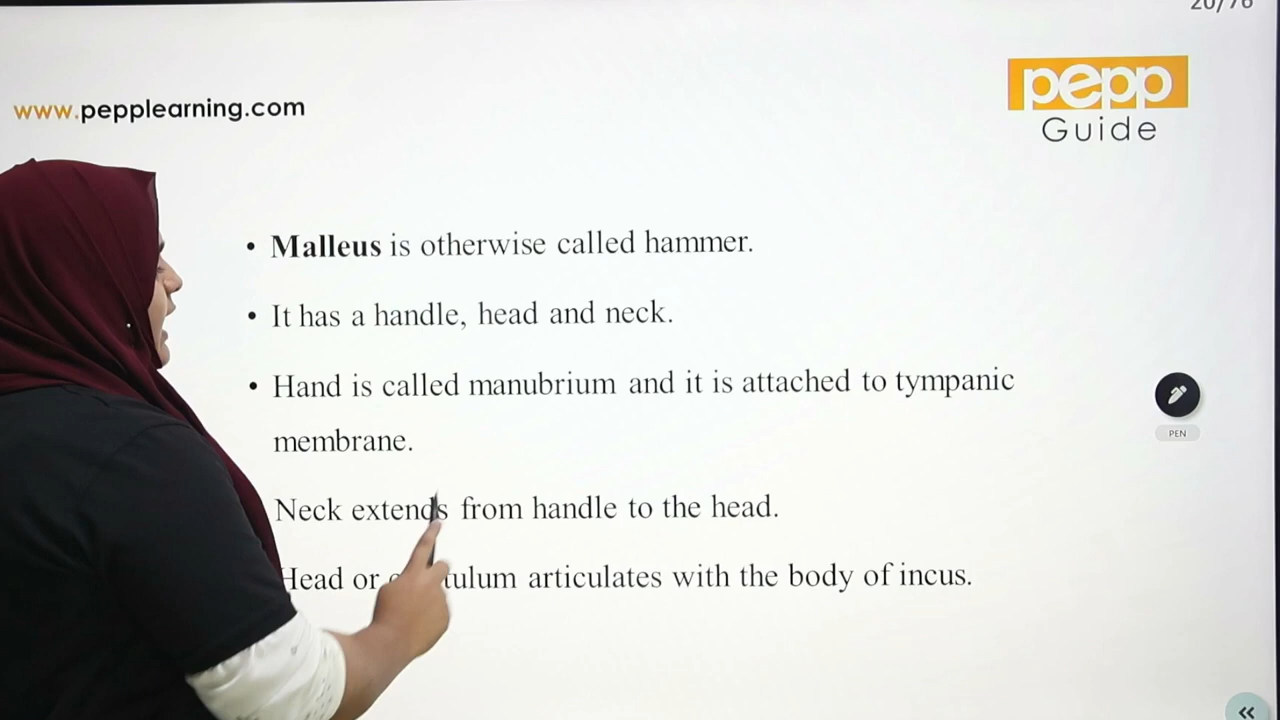 20/76
www.pepplearning.com
pepp
Guide
• Malleus is otherwise called hammer.
• It has a handle, head and neck.
• Hand is called manubrium and it is attached to tympanic
membrane.
Neck extends from handle to the head.
Head or articulates with the body of incus.
PEN